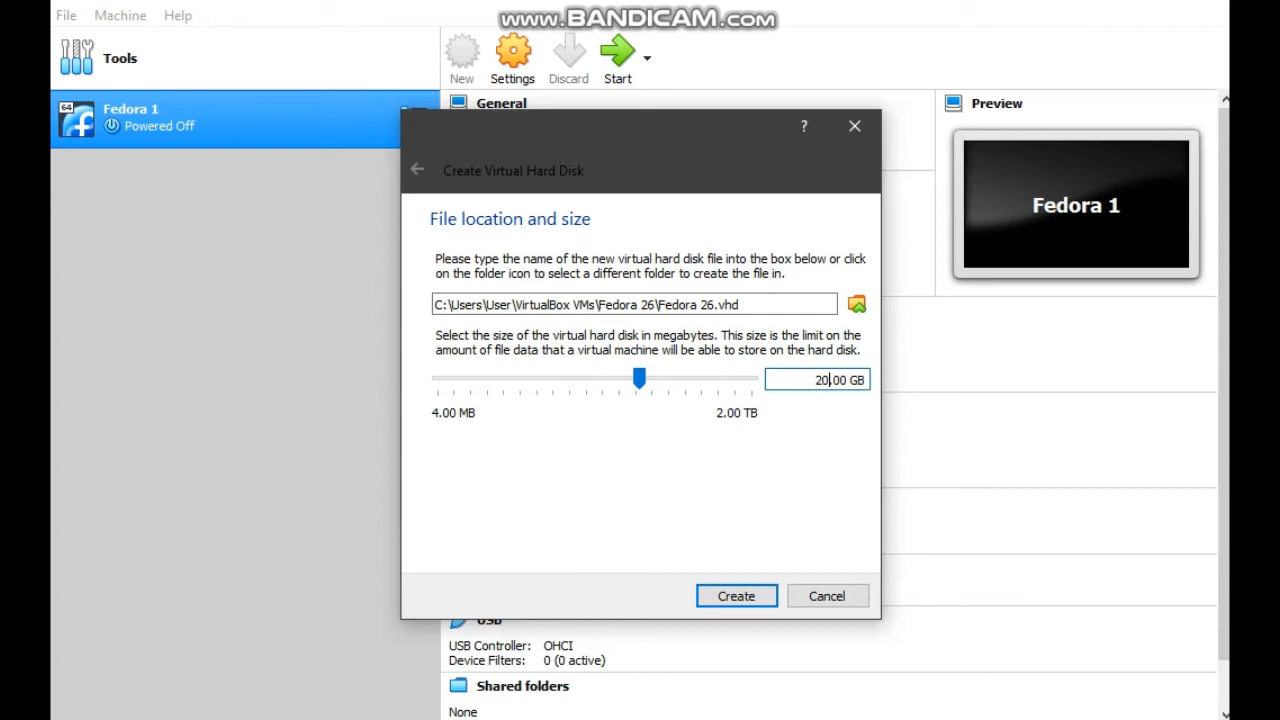 www.BANDICAM.com
File Machine Help
Tools
New Settings Discard Start
64
Fedora 1
Powered Off
General
Preview
Fedora 1
?
Create Virtual Hard Disk
File location and size
Please type the name of the new virtual hard disk file into the box below or click
on the folder icon to select a different folder to create the file in.
C:\Users\User\VirtualBox VMs\Fedora 26\Fedora 26.vhd
Select the size of the virtual hard disk in megabytes. This size is the limit on the
amount of file data that a virtual machine will be able to store on the hard disk.
20.00 GB
4.00 MB 2.00 TB
Create Cancel
USB
USB Controller: OHCI
Device Filters: 0 (0 active)
Shared folders
None